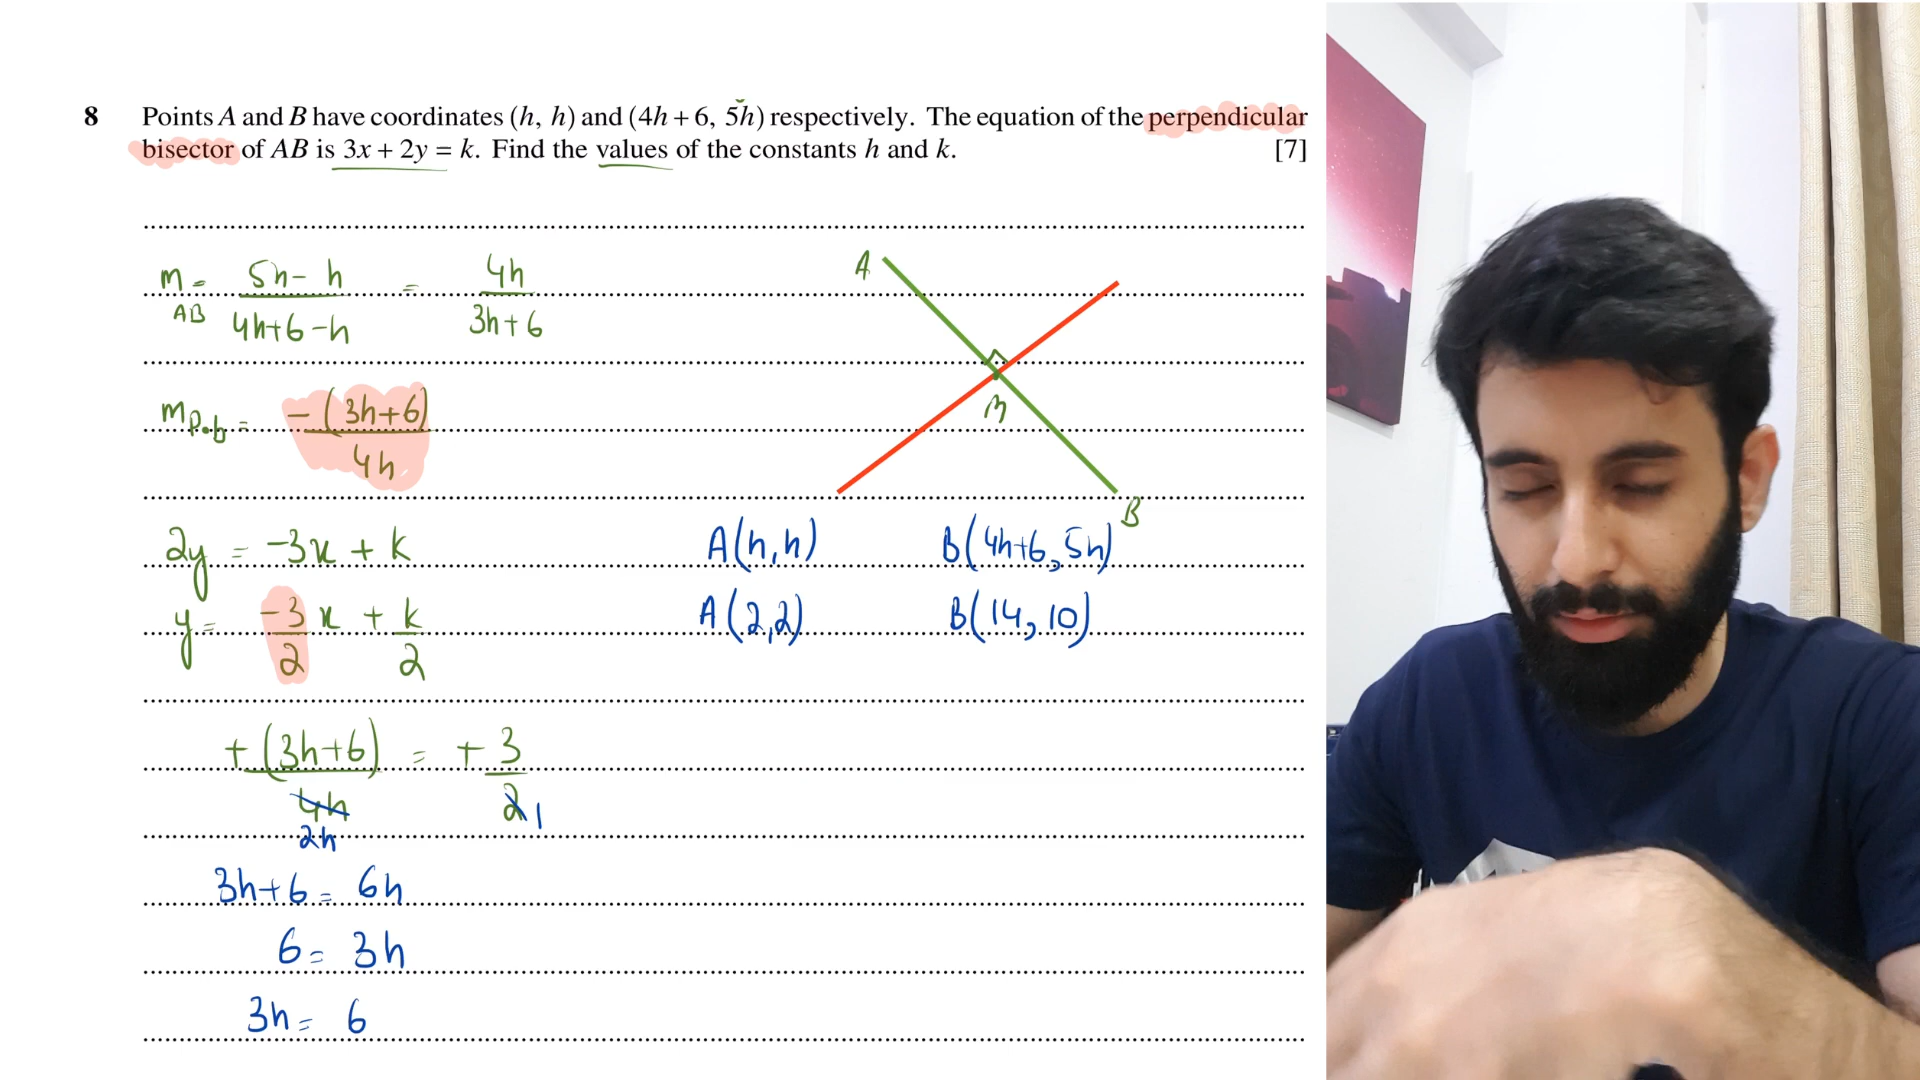 8 Points A and B have coordinates (h, h) and (4h + 6, 5h) respectively. The equation of the perpendicular
bisector of AB is 3x + 2y = k. Find the values of the constants h and k. [7]
m AB = 5h - h / 4h+6-h = 4h / 3h+6
m p.b = -(3h+6) / 4h
2y = -3x + k
y = -3/2 x + k/2
+(3h+6) / 4h 2h = +3 / 2 1
3h+6 = 6h
6 = 3h
3h = 6
A
M
B
A(h,h) B(4h+6, 5h)
A(2,2) B(14, 10)